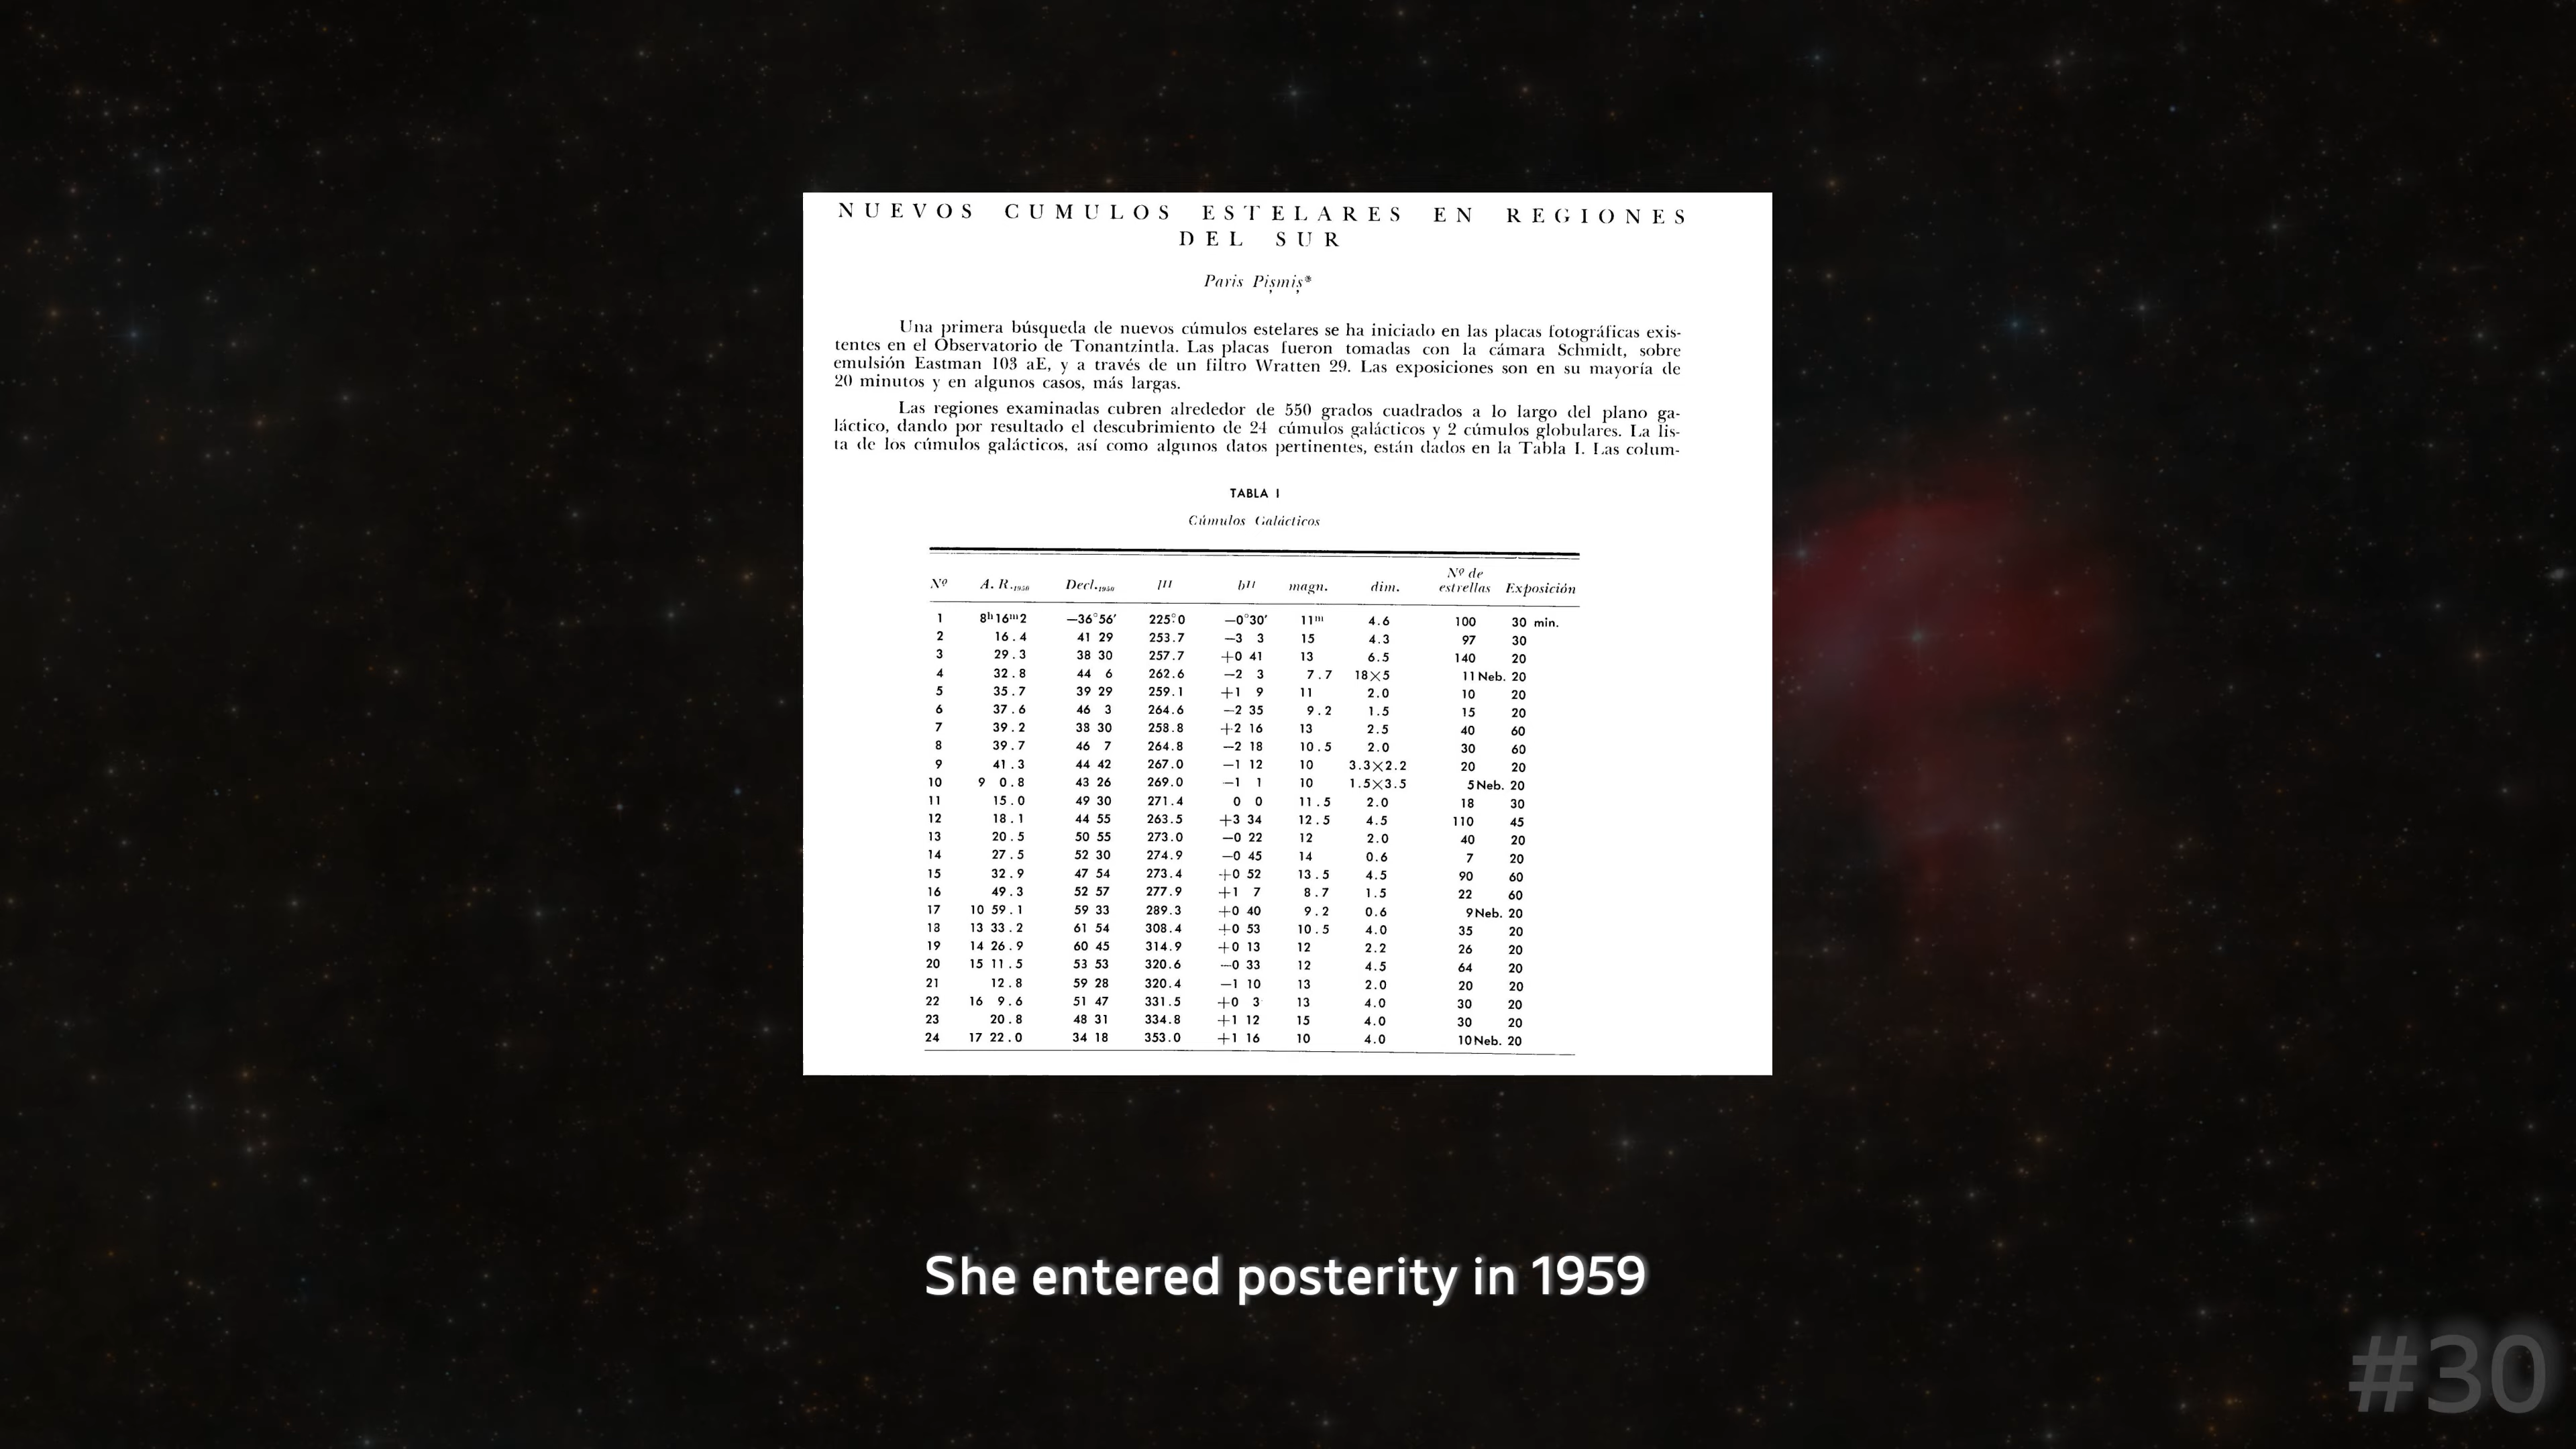 NUEVOS CUMULOS ESTELARES EN REGIONES
DEL SUR
Paris Pişmiş*
Una primera búsqueda de nuevos cúmulos estelares se ha iniciado en las placas fotográficas exis-
tentes en el Observatorio de Tonantzintla. Las placas fueron tomadas con la cámara Schmidt, sobre
emulsión Eastman 103 aE, y a través de un filtro Wratten 29. Las exposiciones son en su mayoría de
20 minutos y en algunos casos, más largas.
Las regiones examinadas cubren alrededor de 550 grados cuadrados a lo largo del plano ga-
láctico, dando por resultado el descubrimiento de 24 cúmulos galácticos y 2 cúmulos globulares. La lis-
ta de los cúmulos galácticos, así como algunos datos pertinentes, están dados en la Tabla I. Las colum-
TABLA I
Cúmulos Galácticos
Nº de
Nº A. R.1950 Decl.1950 lII bII magn. dim. estrellas Exposición
1 8h16m2 —36°56′ 225°0 —0°30′ 11m 4.6 100 30 min.
2 16.4 41 29 253.7 —3 3 15 4.3 97 30
3 29.3 38 30 257.7 +0 41 13 6.5 140 20
4 32.8 44 6 262.6 —2 3 7.7 18×5 11 Neb. 20
5 35.7 39 29 259.1 +1 9 11 2.0 10 20
6 37.6 46 3 264.6 —2 35 9.2 1.5 15 20
7 39.2 38 30 258.8 +2 16 13 2.5 40 60
8 39.7 46 7 264.8 —2 18 10.5 2.0 30 60
9 41.3 44 42 267.0 —1 12 10 3.3×2.2 20 20
10 9 0.8 43 26 269.0 —1 1 10 1.5×3.5 5 Neb. 20
11 15.0 49 30 271.4 0 0 11.5 2.0 18 30
12 18.1 44 55 263.5 +3 34 12.5 4.5 110 45
13 20.5 50 55 273.0 —0 22 12 2.0 40 20
14 27.5 52 30 274.9 —0 45 14 0.6 7 20
15 32.9 47 54 273.4 +0 52 13.5 4.5 90 60
16 49.3 52 57 277.9 +1 7 8.7 1.5 22 60
17 10 59.1 59 33 289.3 +0 40 9.2 0.6 9 Neb. 20
18 13 33.2 61 54 308.4 +0 53 10.5 4.0 35 20
19 14 26.9 60 45 314.9 +0 13 12 2.2 26 20
20 15 11.5 53 53 320.6 —0 33 12 4.5 64 20
21 12.8 59 28 320.4 —1 10 13 2.0 20 20
22 16 9.6 51 47 331.5 +0 3 13 4.0 30 20
23 20.8 48 31 334.8 +1 12 15 4.0 30 20
24 17 22.0 34 18 353.0 +1 16 10 4.0 10 Neb. 20
She entered posterity in 1959
#30